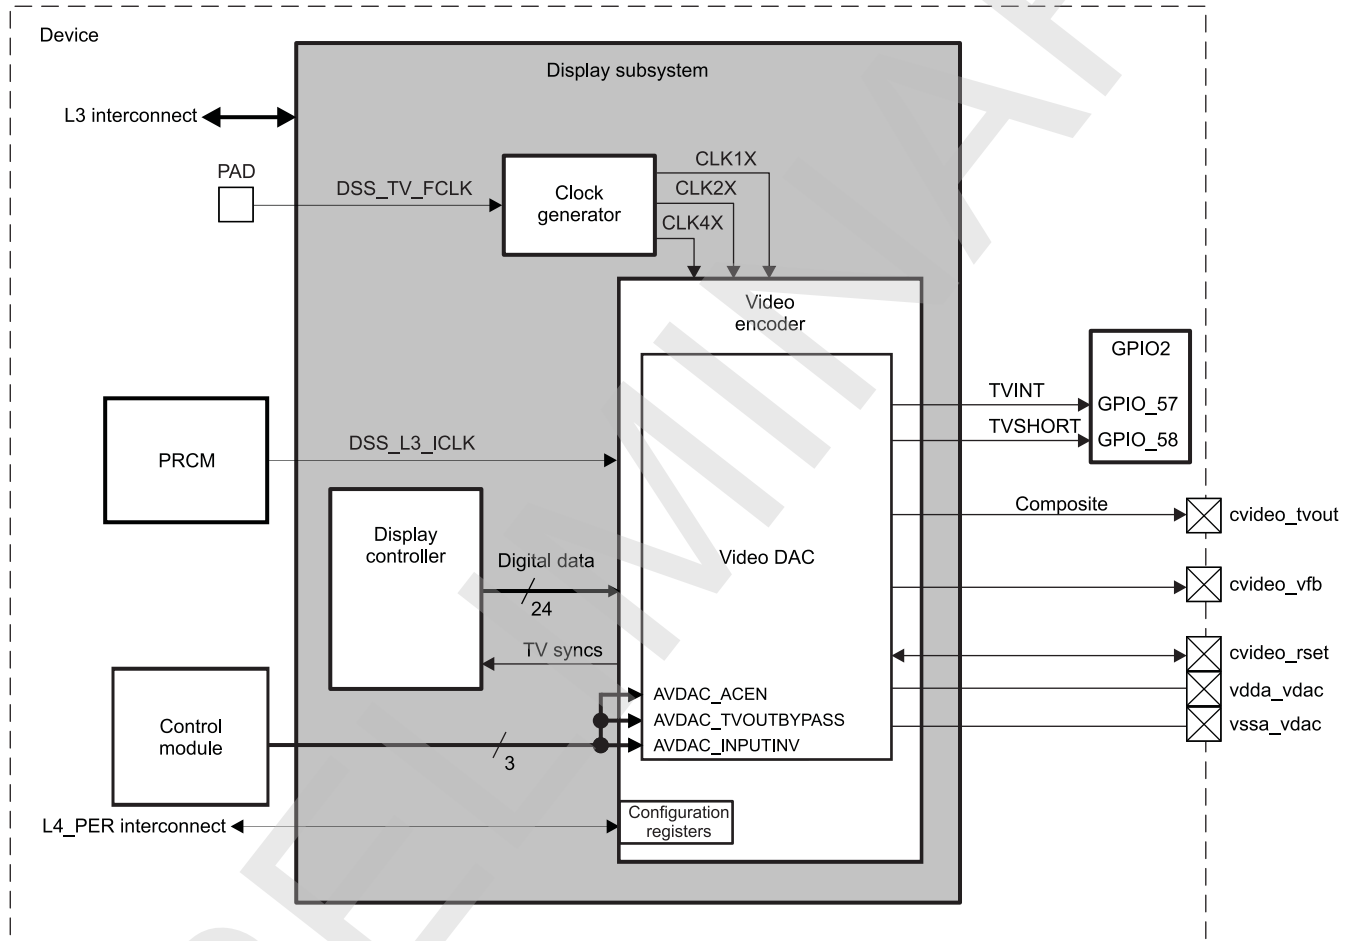 Device
Display subsystem
L3 interconnect
PAD
DSS_TV_FCLK
Clock
generator
CLK1X
CLK2X
CLK4X
Video
encoder
GPIO2
TVINT
GPIO_57
TVSHORT
GPIO_58
PRCM
DSS_L3_ICLK
Composite
cvideo_tvout
Display
controller
Digital data
24
Video DAC
cvideo_vfb
TV syncs
cvideo_rset
AVDAC_ACEN
vdda_vdac
Control
module
3
AVDAC_TVOUTBYPASS
vssa_vdac
AVDAC_INPUTINV
L4_PER interconnect
Configuration
registers